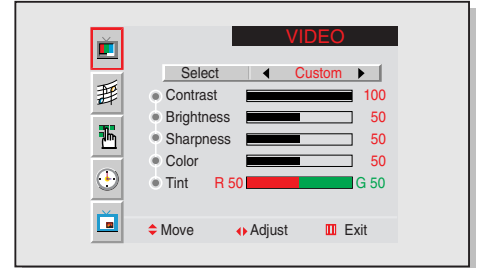 VIDEO
Select Custom
Contrast 100
Brightness 50
Sharpness 50
Color 50
Tint R 50 G 50
Move Adjust Exit